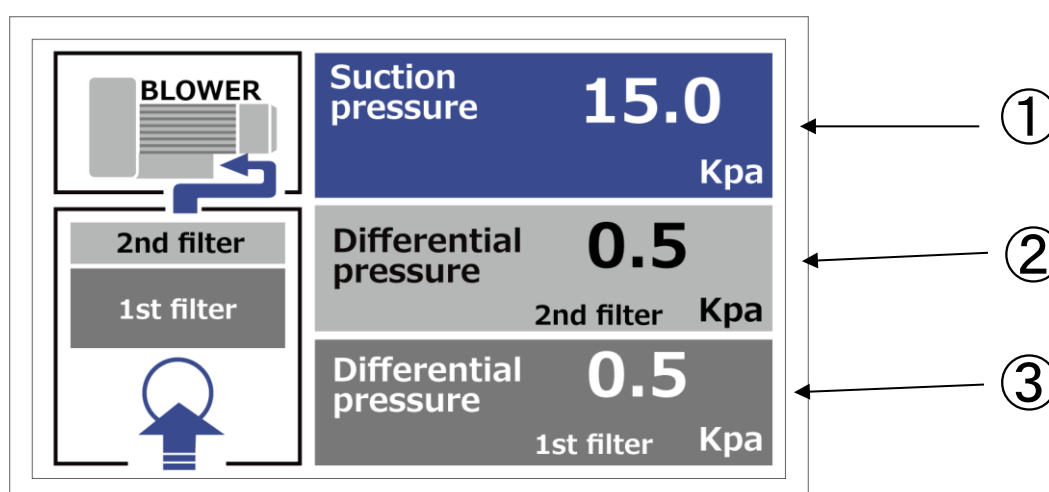 BLOWER
2nd filter
1st filter
Suction
pressure
15.0
Kpa
①
Differential
pressure
0.5
2nd filter
Kpa
②
Differential
pressure
0.5
1st filter
Kpa
③